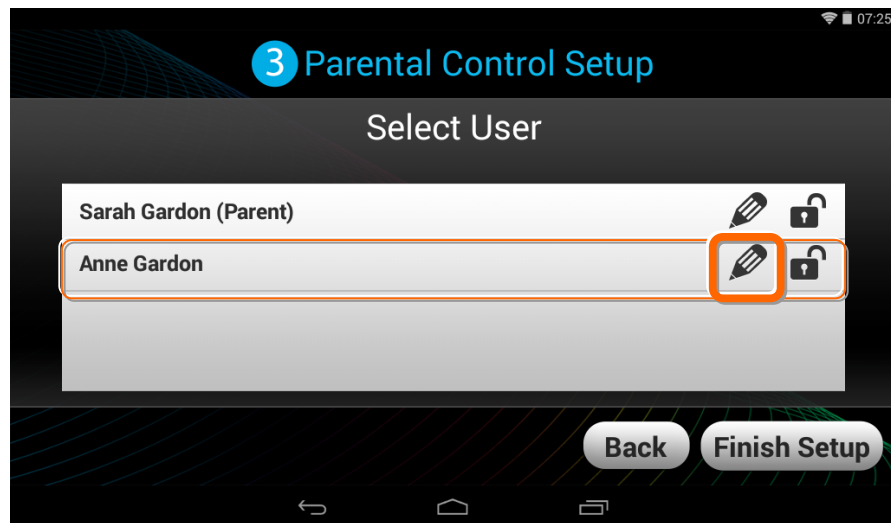 07:25
3 Parental Control Setup
Select User
Sarah Gardon (Parent)
Anne Gardon
Back Finish Setup